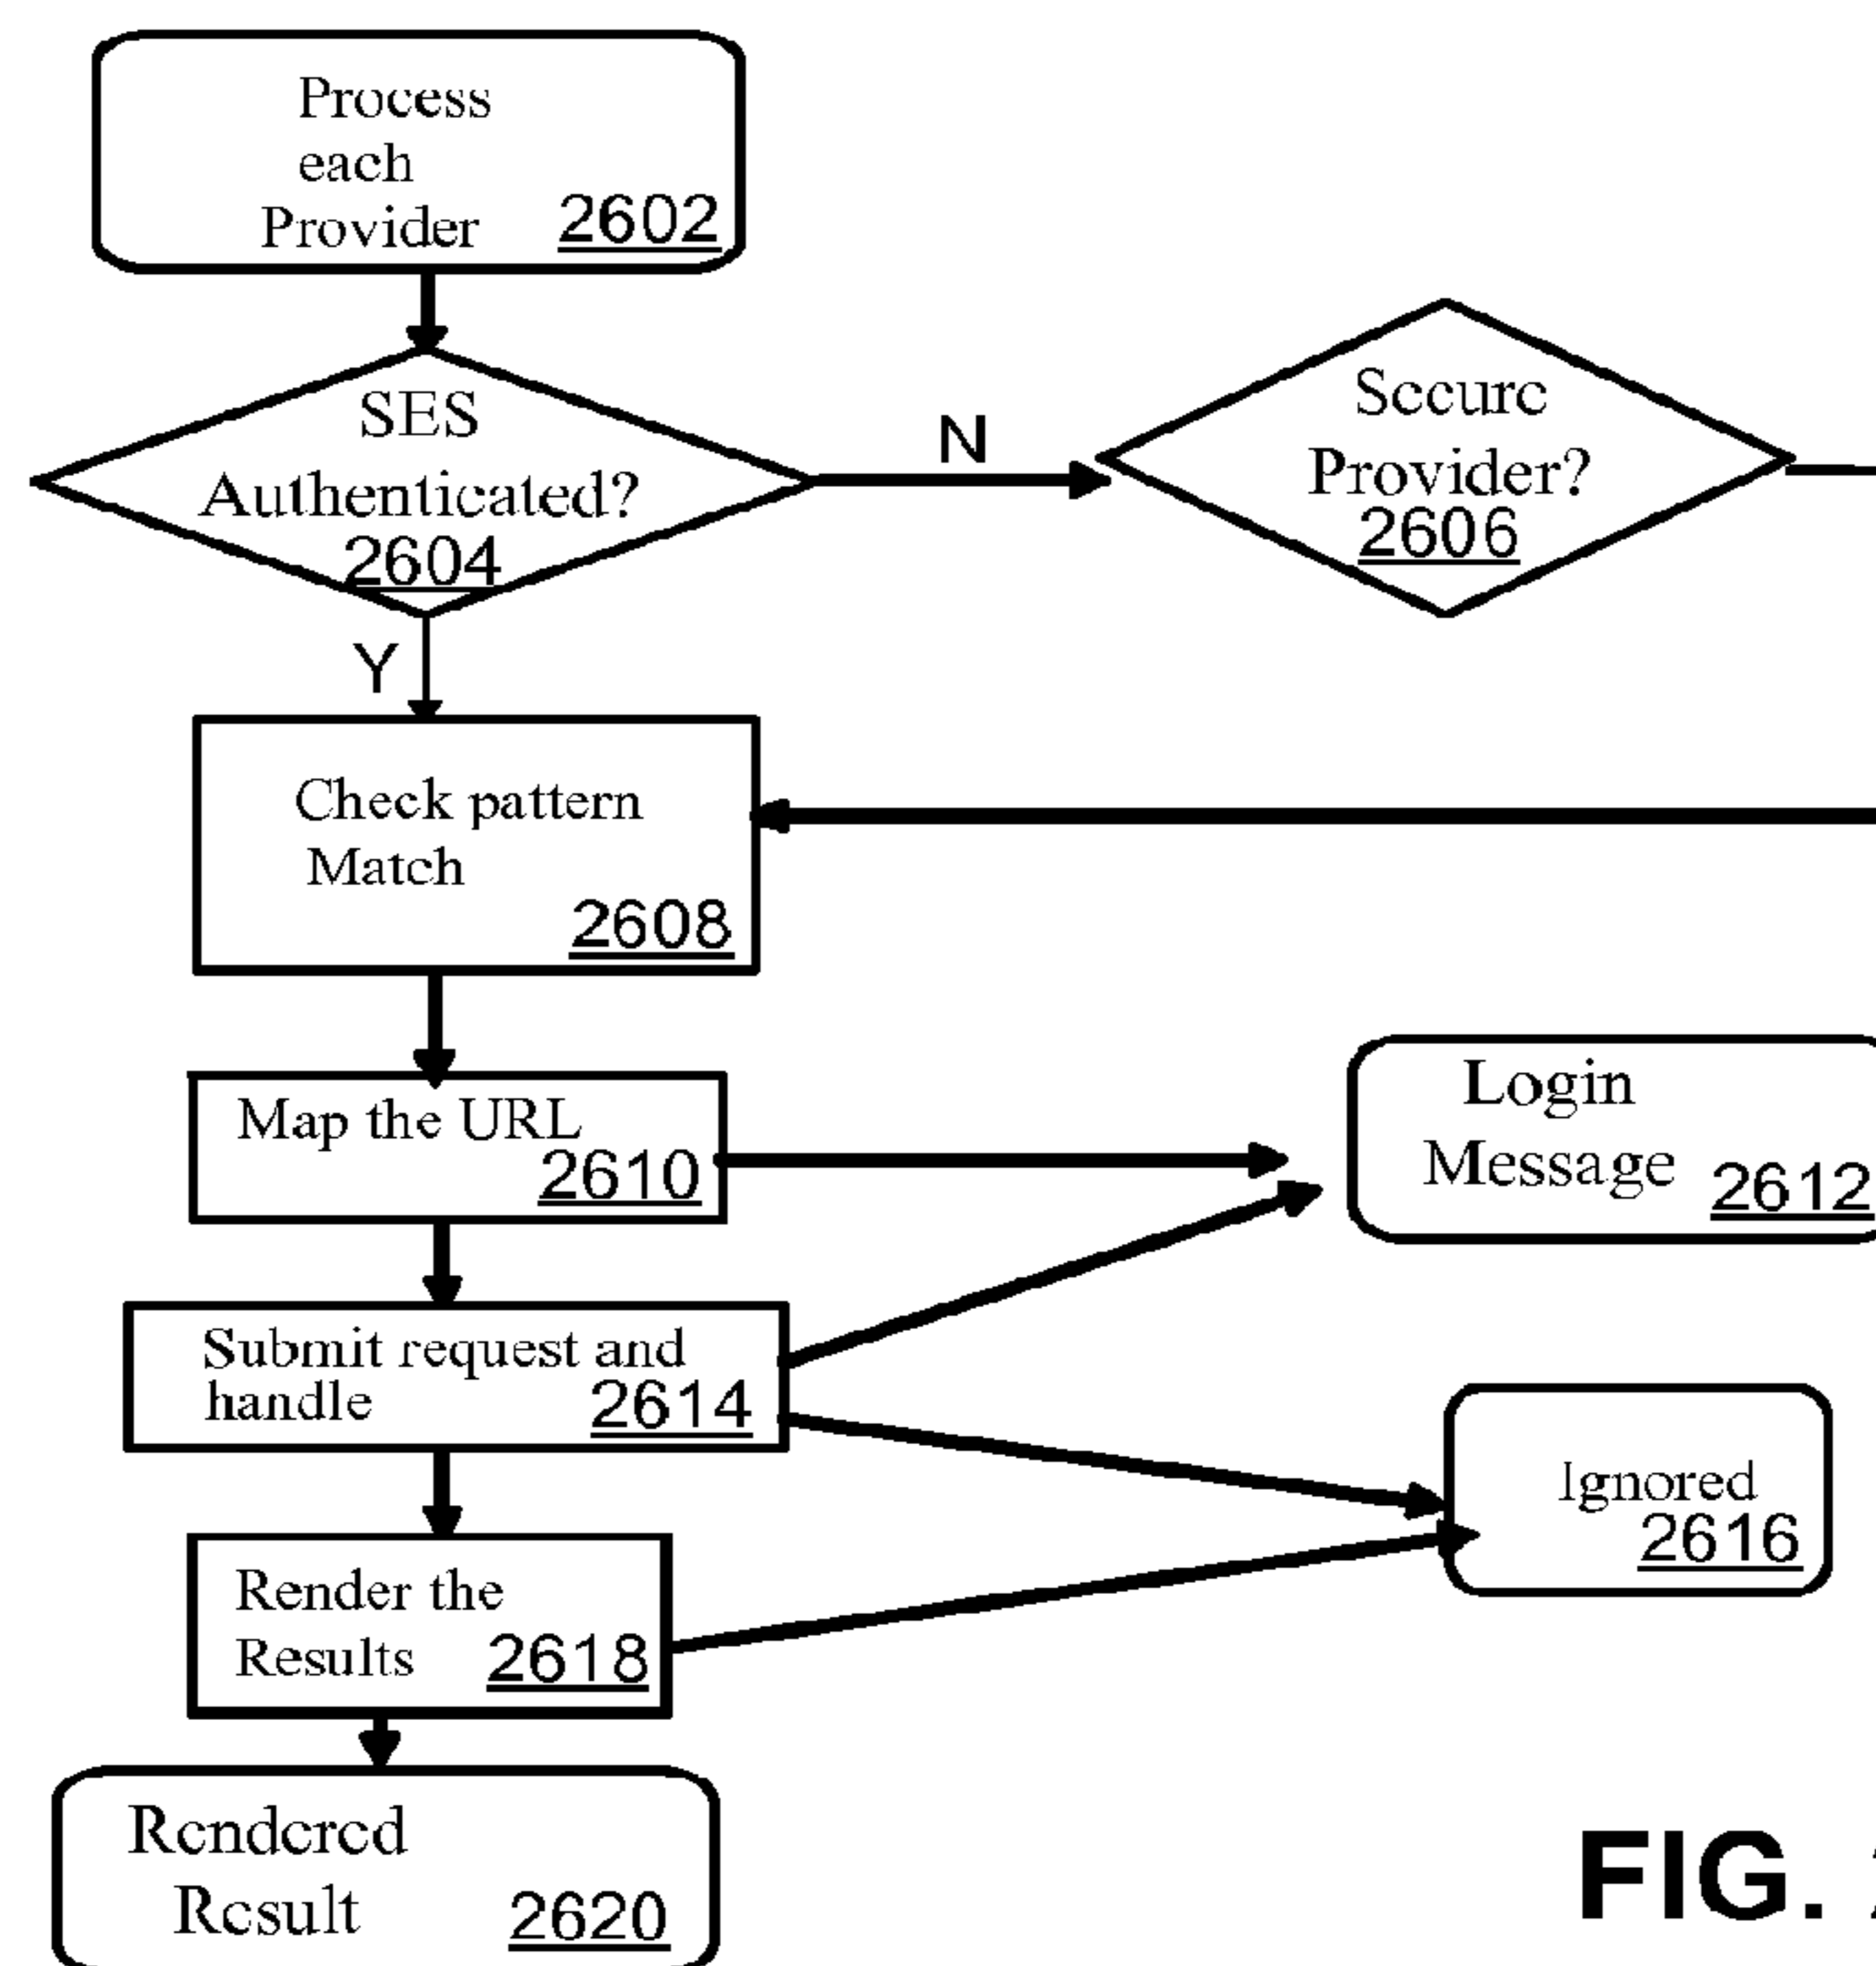 Process
each
Provider 2602
SES
Authenticated?
2604
N
Secure
Provider?
2606
Y
Check pattern
Match
2608
Map the URL
2610
Login
Message 2612
Submit request and
handle 2614
Ignored
2616
Render the
Results 2618
Rendered
Result 2620
FIG.